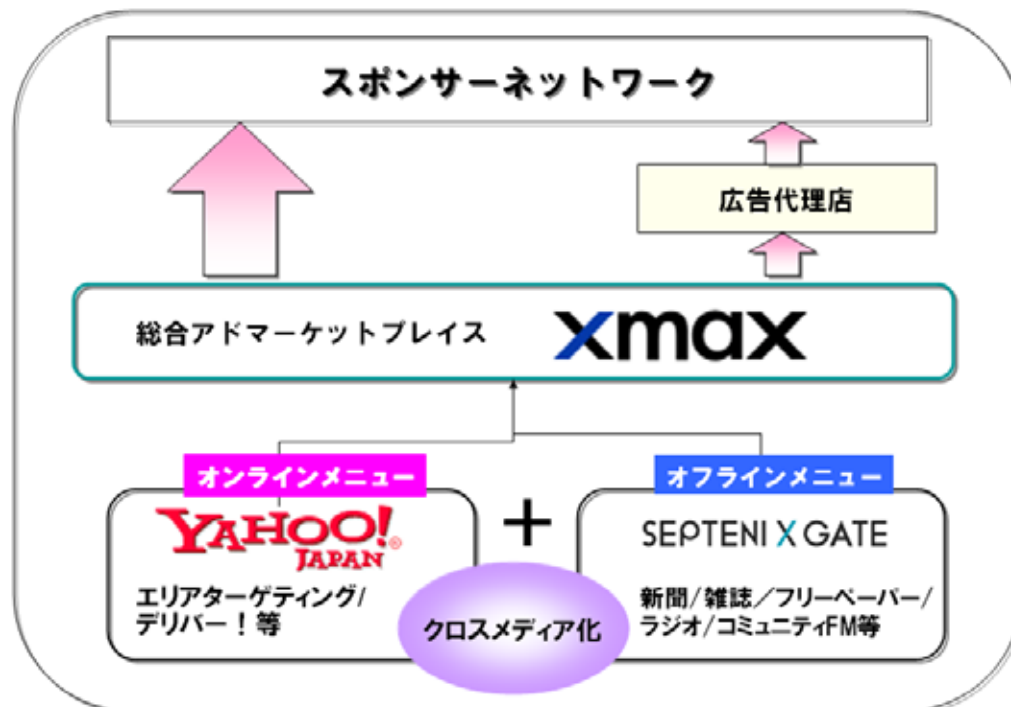 スポンサーネットワーク
広告代理店
総合アドマーケットプレイス
xmax
オンラインメニュー
オフラインメニュー
YAHOO!®
JAPAN
+
SEPTENI X GATE
エリアターゲティング/
デリバー！等
新聞/雑誌／フリーペーパー/
ラジオ/コミュニティFM等
クロスメディア化